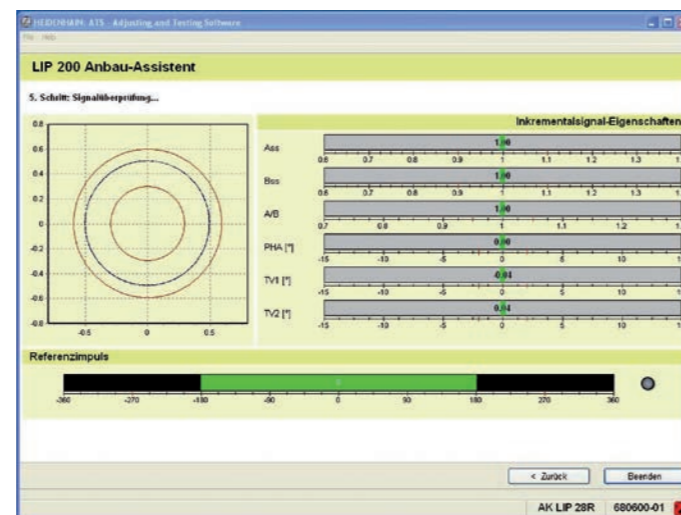 HEIDENHAIN: ATS - Adjusting and Testing Software
File Help
LIP 200 Anbau-Assistent
5. Schritt: Signalüberprüfung...
Inkrementalsignal-Eigenschaften
0.8
0.6
0.4
0.2
0
-0.2
-0.4
-0.6
-0.8
-0.5 0 0.5
Ass 1.00
0.6 0.7 0.8 0.9 1 1.1 1.2 1.3
Bss 1.00
0.6 0.7 0.8 0.9 1 1.1 1.2 1.3
A/B 1.00
0.7 0.8 0.9 1 1.1 1.2
PHA [°] 0.00
-15 -10 -5 0 5 10
TV1 [°] -0.04
-15 -10 -5 0 5 10
TV2 [°] 0.04
-15 -10 -5 0 5 10
Referenzimpuls
-360 -270 -180 -90 0 90 180 270 360
< Zurück Beenden
AK LIP 28R 680600-01